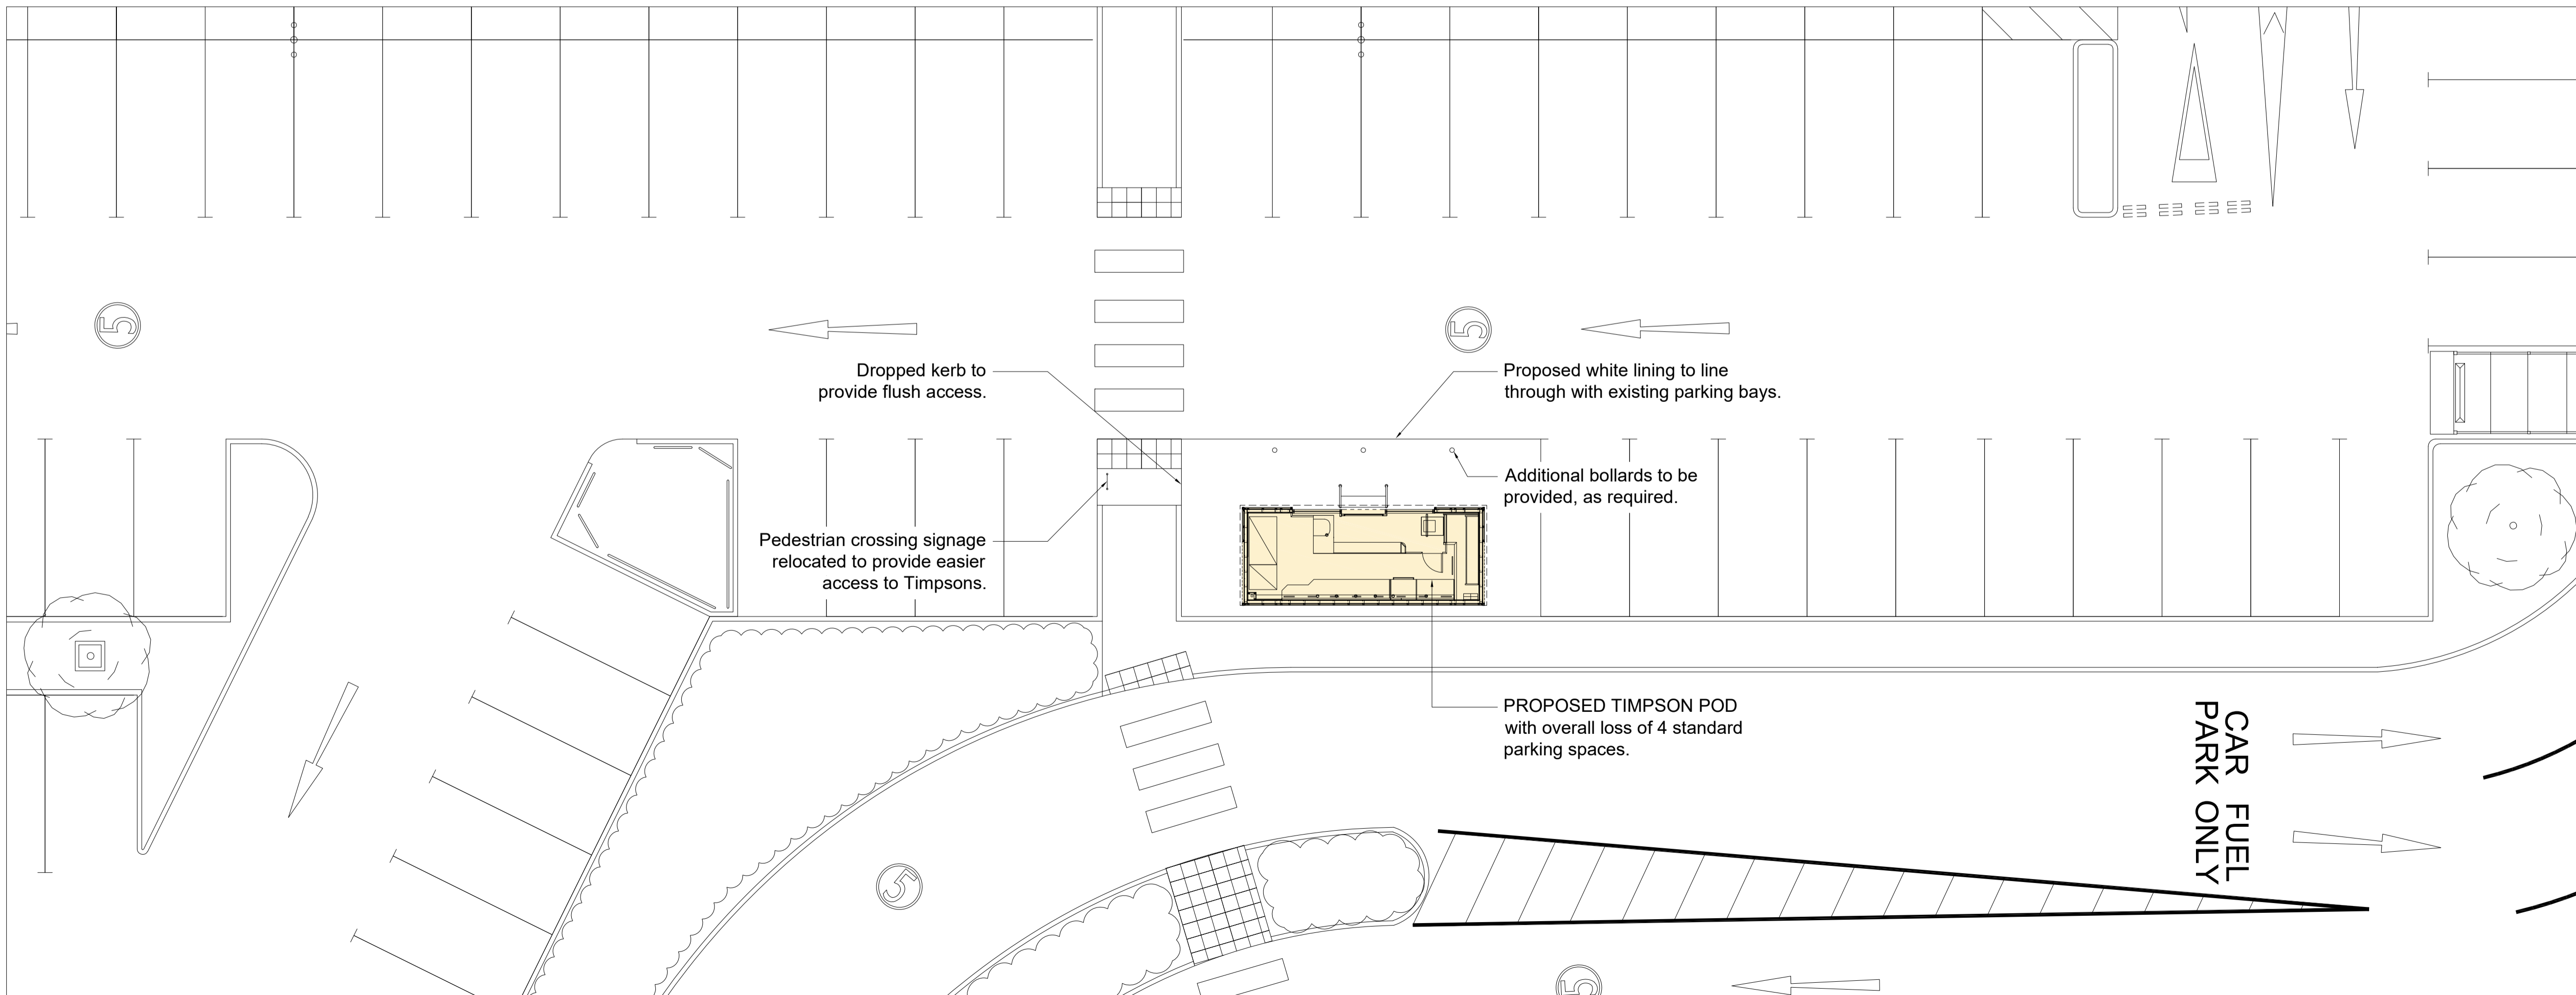 5
5
Dropped kerb to
provide flush access.
Proposed white lining to line
through with existing parking bays.
Additional bollards to be
provided, as required.
Pedestrian crossing signage
relocated to provide easier
access to Timpsons.
PROPOSED TIMPSON POD
with overall loss of 4 standard
parking spaces.
CAR FUEL
PARK ONLY
5
5